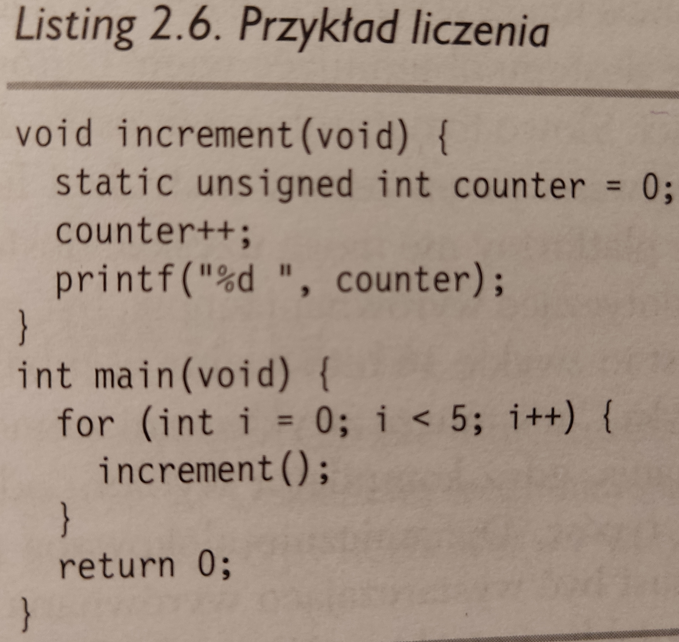 Listing 2.6. Przykład liczenia
void increment(void) {
  static unsigned int counter = 0;
  counter++;
  printf("%d ", counter);
}
int main(void) {
  for (int i = 0; i < 5; i++) {
    increment();
  }
  return 0;
}